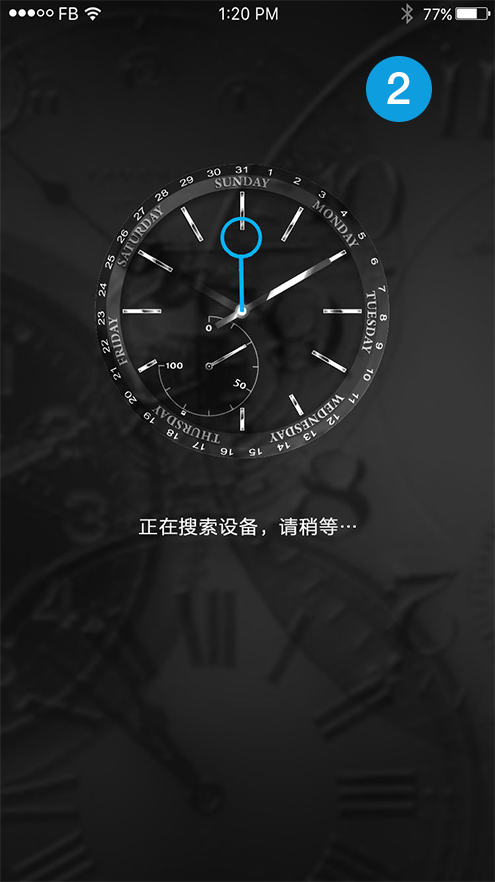 FB 1:20 PM 77%
2
31 1 2 3 4 5 6 7 8 9 10 11 12 13 14 15 16 17 18 19 20 21 22 23 24 25 26 27 28 29 30
SUNDAY
MONDAY
TUESDAY
WEDNESDAY
THURSDAY
FRIDAY
SATURDAY
0
50
100
正在搜索设备，请稍等…